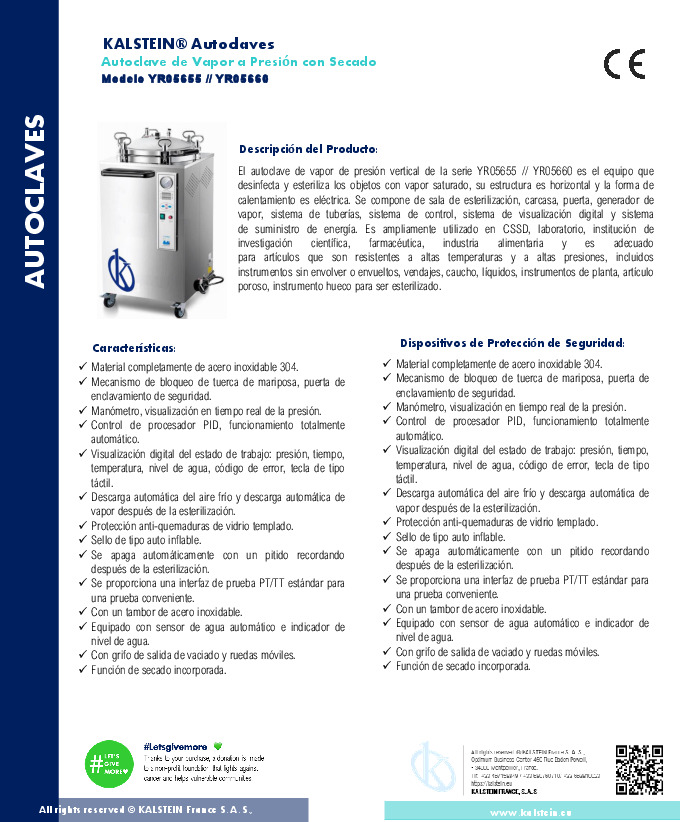 KALSTEIN® Autoclaves
Autoclave de Vapor a Presión con Secado
Modelo YR05655 // YR05660
CE
AUTOCLAVES
Descripción del Producto:
El autoclave de vapor de presión vertical de la serie YR05655 // YR05660 es el equipo que
desinfecta y esteriliza los objetos con vapor saturado, su estructura es horizontal y la forma de
calentamiento es eléctrica. Se compone de sala de esterilización, carcasa, puerta, generador de
vapor, sistema de tuberías, sistema de control, sistema de visualización digital y sistema
de suministro de energía. Es ampliamente utilizado en CSSD, laboratorio, institución de
investigación científica, farmacéutica, industria alimentaria y es adecuado
para artículos que son resistentes a altas temperaturas y a altas presiones, incluidos
instrumentos sin envolver o envueltos, vendajes, caucho, líquidos, instrumentos de planta, artículo
poroso, instrumento hueco para ser esterilizado.
Características:
✓ Material completamente de acero inoxidable 304.
✓ Mecanismo de bloqueo de tuerca de mariposa, puerta de
enclavamiento de seguridad.
✓ Manómetro, visualización en tiempo real de la presión.
✓ Control de procesador PID, funcionamiento totalmente
automático.
✓ Visualización digital del estado de trabajo: presión, tiempo,
temperatura, nivel de agua, código de error, tecla de tipo
táctil.
✓ Descarga automática del aire frío y descarga automática de
vapor después de la esterilización.
✓ Protección anti-quemaduras de vidrio templado.
✓ Sello de tipo auto inflable.
✓ Se apaga automáticamente con un pitido recordando
después de la esterilización.
✓ Se proporciona una interfaz de prueba PT/TT estándar para
una prueba conveniente.
✓ Con un tambor de acero inoxidable.
✓ Equipado con sensor de agua automático e indicador de
nivel de agua.
✓ Con grifo de salida de vaciado y ruedas móviles.
✓ Función de secado incorporada.
Dispositivos de Protección de Seguridad:
✓ Material completamente de acero inoxidable 304.
✓ Mecanismo de bloqueo de tuerca de mariposa, puerta de
enclavamiento de seguridad.
✓ Manómetro, visualización en tiempo real de la presión.
✓ Control de procesador PID, funcionamiento totalmente
automático.
✓ Visualización digital del estado de trabajo: presión, tiempo,
temperatura, nivel de agua, código de error, tecla de tipo
táctil.
✓ Descarga automática del aire frío y descarga automática de
vapor después de la esterilización.
✓ Protección anti-quemaduras de vidrio templado.
✓ Sello de tipo auto inflable.
✓ Se apaga automáticamente con un pitido recordando
después de la esterilización.
✓ Se proporciona una interfaz de prueba PT/TT estándar para
una prueba conveniente.
✓ Con un tambor de acero inoxidable.
✓ Equipado con sensor de agua automático e indicador de
nivel de agua.
✓ Con grifo de salida de vaciado y ruedas móviles.
✓ Función de secado incorporada.
# LET'S
GIVE
MORE
#Letsgivemore
Thanks to your purchase, a donation is made
to a non-profit foundation that fights against
cancer and helps vulnerable communities
All rights reserved ® KALSTEIN France S. A. S.,
https://kalstein.eu
KALSTEIN FRANCE, S.A.S
All rights reserved © KALSTEIN France S.A.S.,
www.kalstein.eu